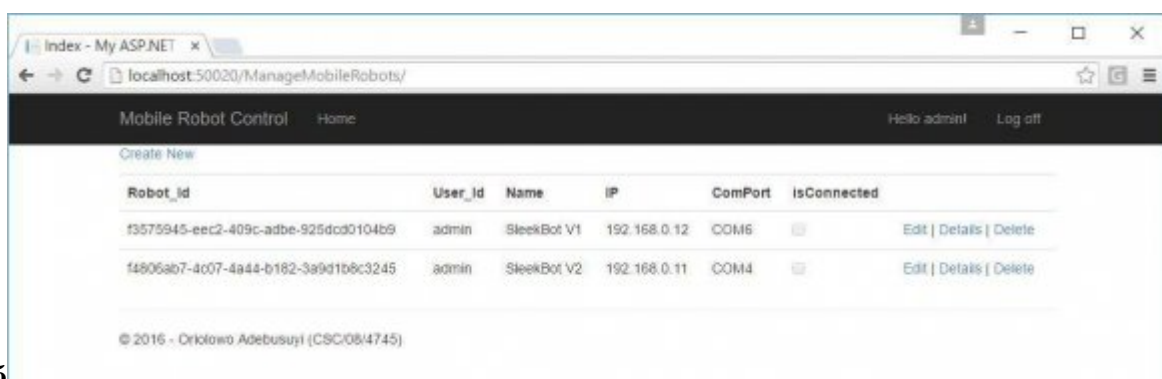 Index - My ASP.NET
localhost:50020/ManageMobileRobots/
Mobile Robot Control Home Hello admin! Log off
Create New
Robot_Id User_Id Name IP ComPort isConnected
f3575945-eec2-409c-adbe-925dcd0104b9 admin SleekBot V1 192.168.0.12 COM6 Edit | Details | Delete
f4806ab7-4c07-4a44-b182-3a9d1b8c3245 admin SleekBot V2 192.168.0.11 COM4 Edit | Details | Delete
© 2016 - Oriolowo Adebusuyi (CSC/08/4745)